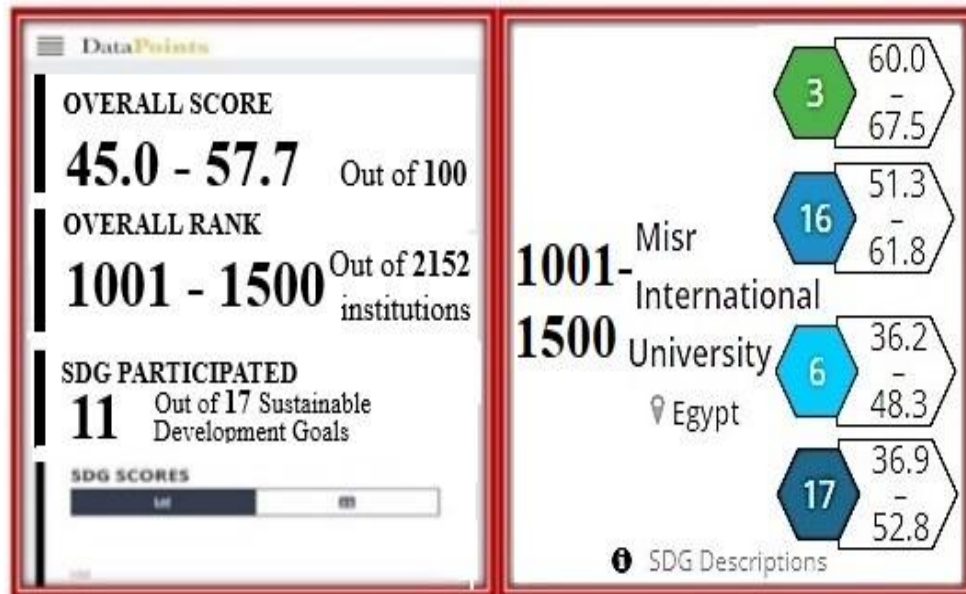 DataPoints
OVERALL SCORE
45.0 - 57.7 Out of 100
OVERALL RANK
1001 - 1500 Out of 2152
institutions
SDG PARTICIPATED
11 Out of 17 Sustainable
Development Goals
SDG SCORES
1001-
1500
Misr
International
University
Egypt
3
60.0
–
67.5
16
51.3
–
61.8
6
36.2
–
48.3
17
36.9
–
52.8
SDG Descriptions